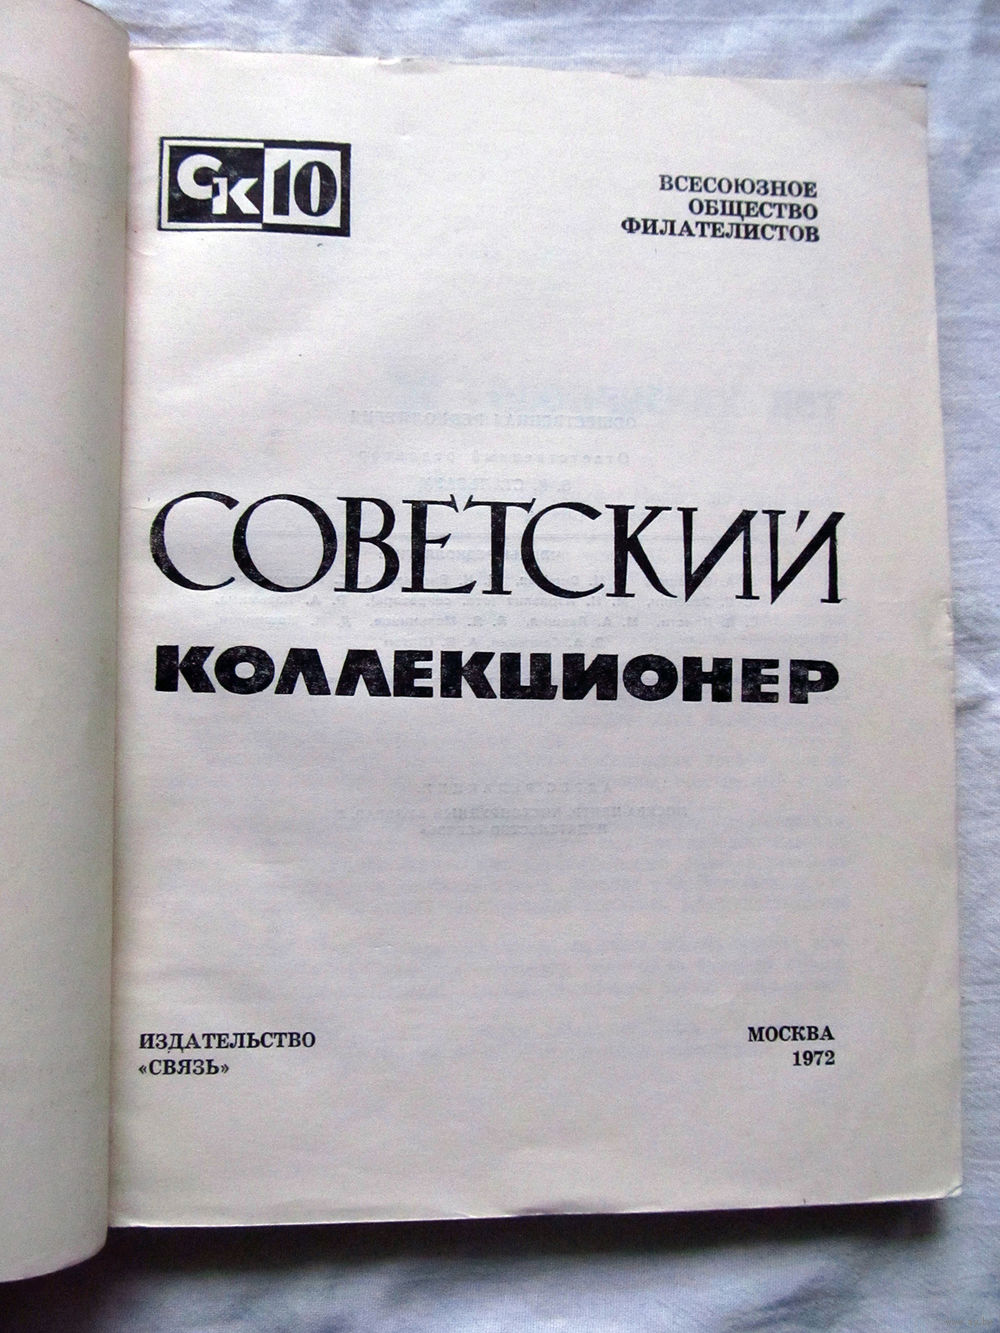 СК 10
ВСЕСОЮЗНОЕ
ОБЩЕСТВО
ФИЛАТЕЛИСТОВ
СОВЕТСКИЙ
КОЛЛЕКЦИОНЕР
ИЗДАТЕЛЬСТВО
«СВЯЗЬ»
МОСКВА
1972